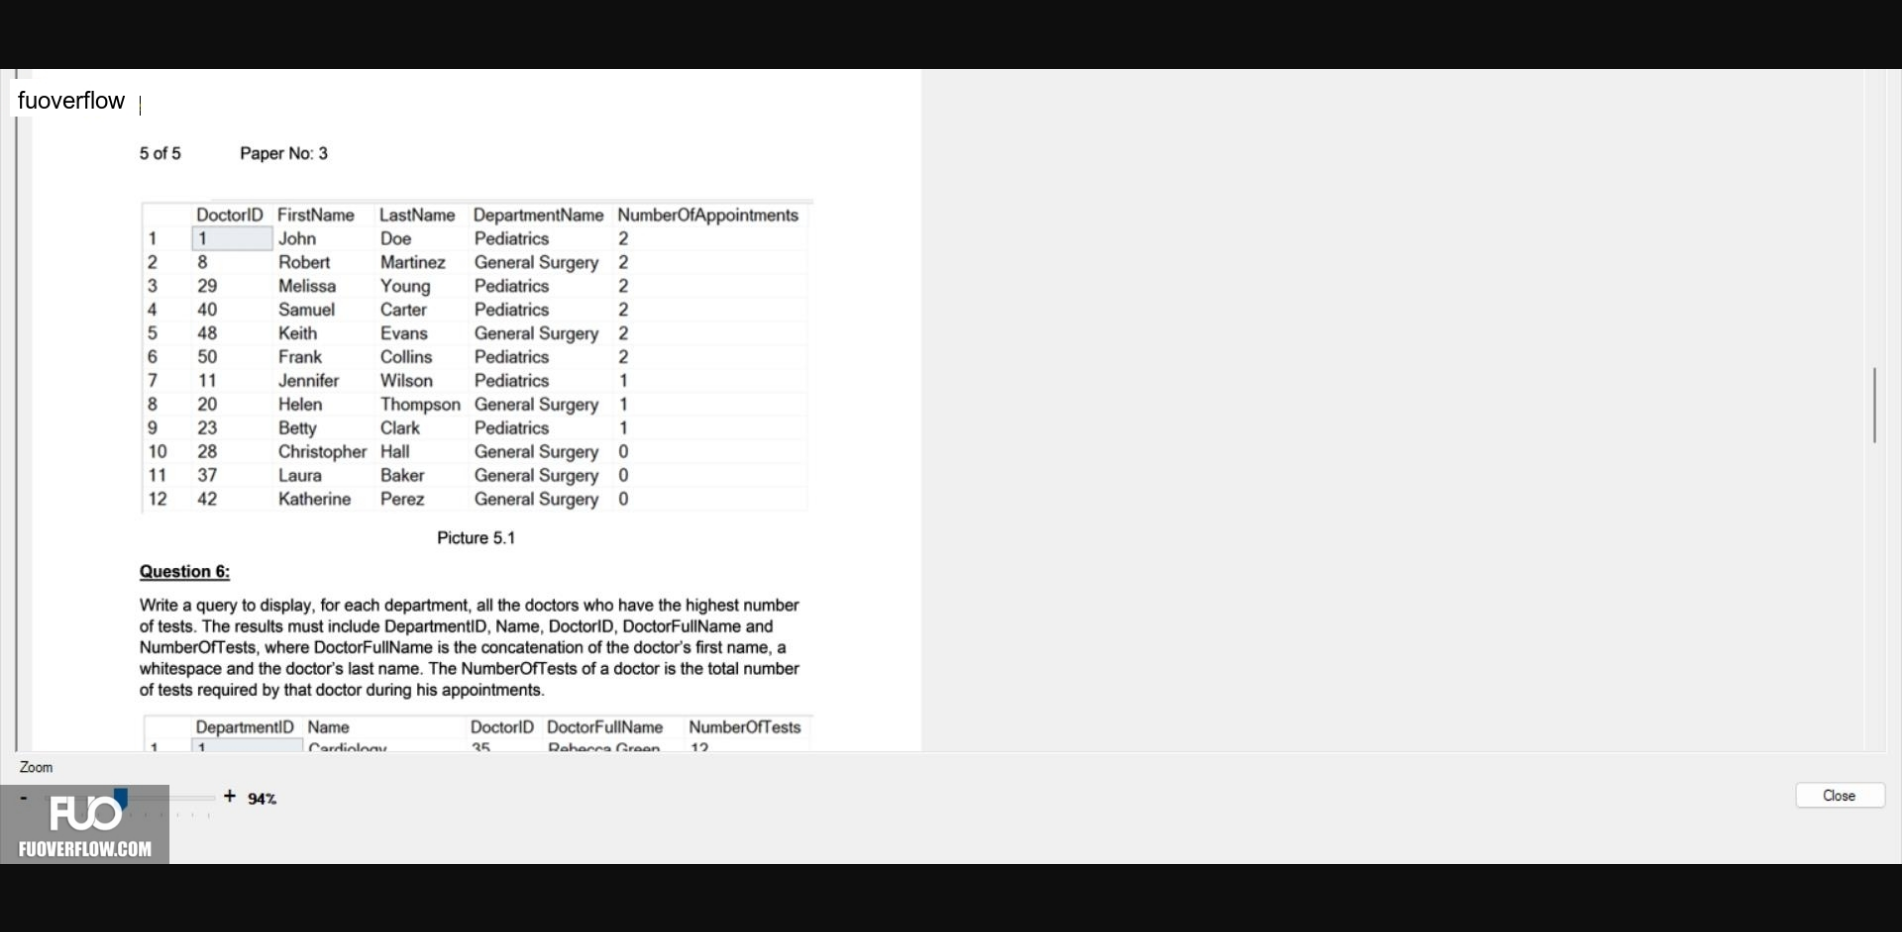 fuoverflow
5 of 5 Paper No: 3
DoctorID FirstName LastName DepartmentName NumberOfAppointments
1 1 John Doe Pediatrics 2
2 8 Robert Martinez General Surgery 2
3 29 Melissa Young Pediatrics 2
4 40 Samuel Carter Pediatrics 2
5 48 Keith Evans General Surgery 2
6 50 Frank Collins Pediatrics 2
7 11 Jennifer Wilson Pediatrics 1
8 20 Helen Thompson General Surgery 1
9 23 Betty Clark Pediatrics 1
10 28 Christopher Hall General Surgery 0
11 37 Laura Baker General Surgery 0
12 42 Katherine Perez General Surgery 0
Picture 5.1
Question 6:
Write a query to display, for each department, all the doctors who have the highest number
of tests. The results must include DepartmentID, Name, DoctorID, DoctorFullName and
NumberOfTests, where DoctorFullName is the concatenation of the doctor's first name, a
whitespace and the doctor's last name. The NumberOfTests of a doctor is the total number
of tests required by that doctor during his appointments.
DepartmentID Name DoctorID DoctorFullName NumberOfTests
1 1 Cardiology 35 Rebecca Green 12
Zoom
- + 94%
Close
FUO
FUOVERFLOW.COM